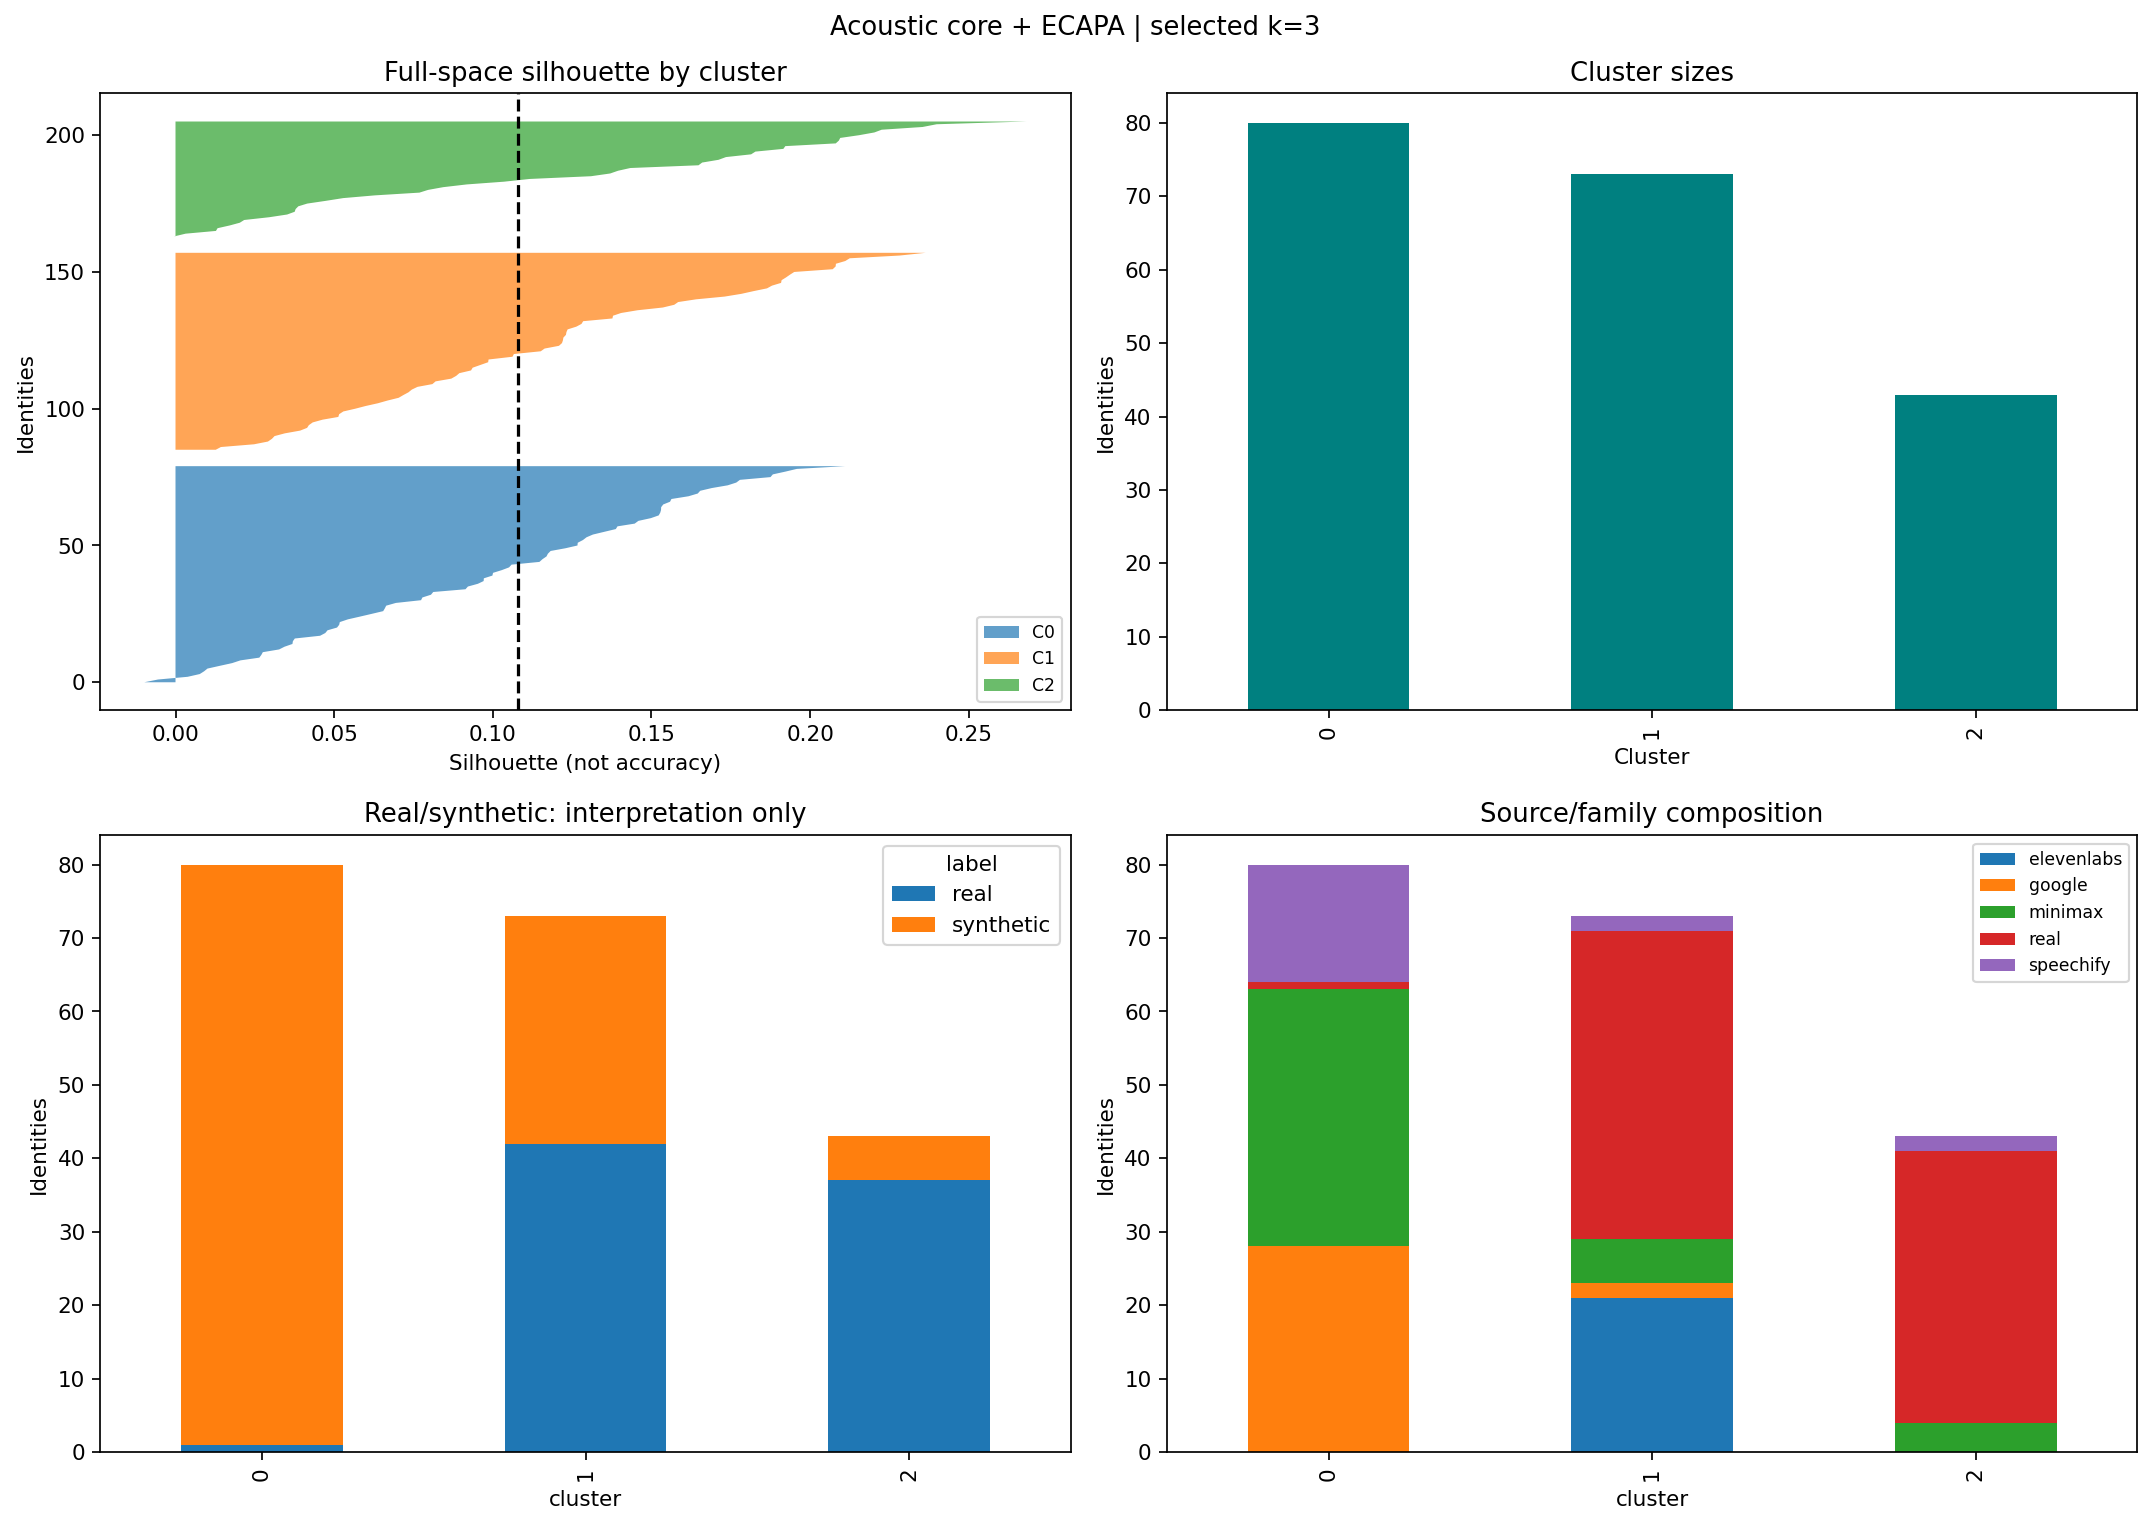 Acoustic core + ECAPA | selected k=3
Full-space silhouette by cluster
200
150
100
50
0
Identities
0.00 0.05 0.10 0.15 0.20 0.25
Silhouette (not accuracy)
C0
C1
C2
Cluster sizes
80
70
60
50
40
30
20
10
0
Identities
0 1 2
Cluster
Real/synthetic: interpretation only
80
70
60
50
40
30
20
10
0
Identities
label
real
synthetic
0 1 2
cluster
Source/family composition
80
70
60
50
40
30
20
10
0
Identities
elevenlabs
google
minimax
real
speechify
0 1 2
cluster